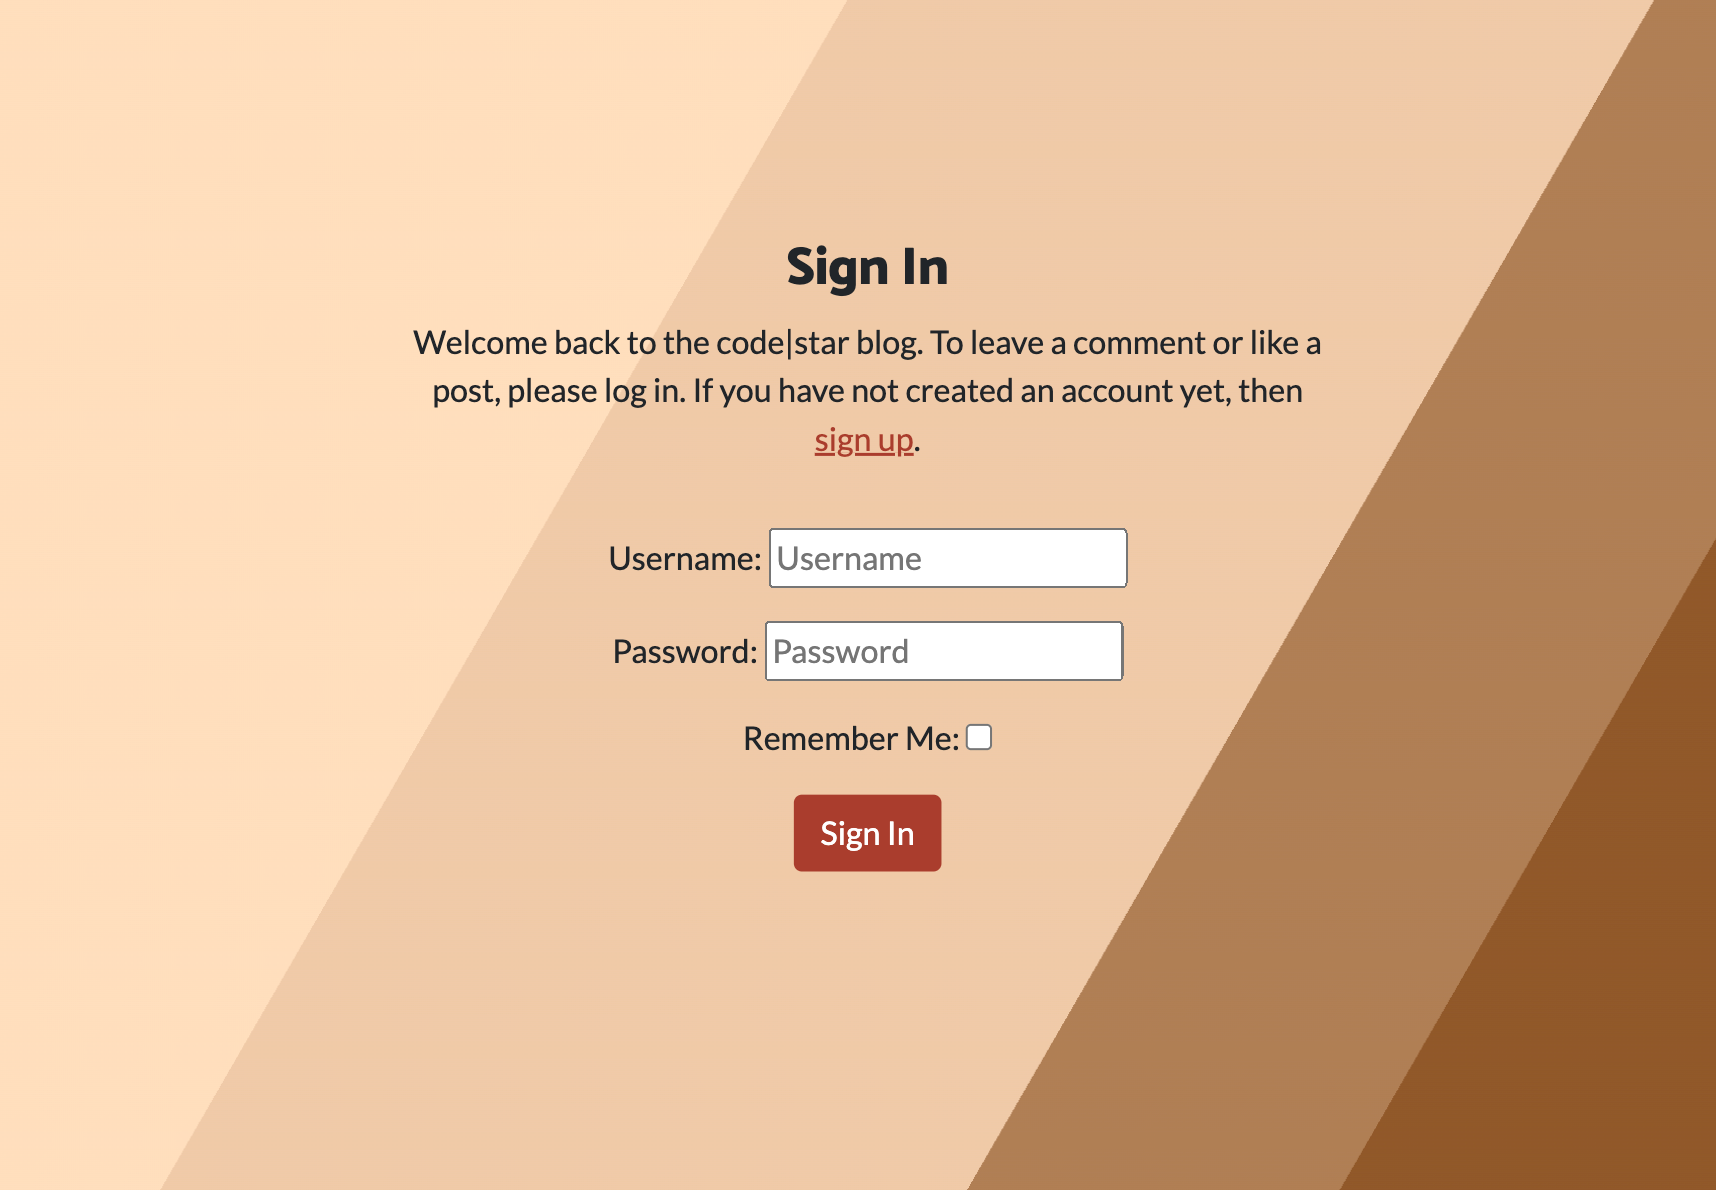 Sign In
Welcome back to the code|star blog. To leave a comment or like a
post, please log in. If you have not created an account yet, then
sign up.
Username: Username
Password: Password
Remember Me:
Sign In